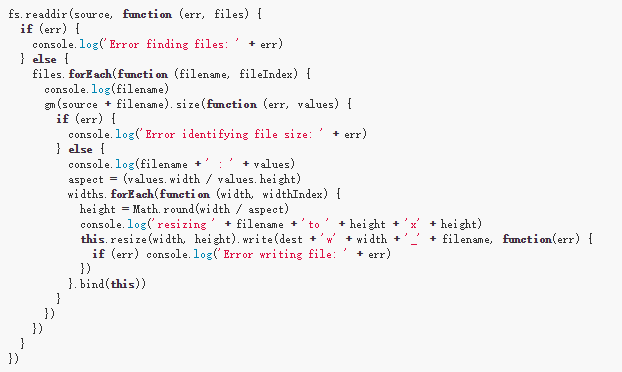 fs.readdir(source, function (err, files) {
  if (err) {
    console.log('Error finding files: ' + err)
  } else {
    files.forEach(function (filename, fileIndex) {
      console.log(filename)
      gm(source + filename).size(function (err, values) {
        if (err) {
          console.log('Error identifying file size: ' + err)
        } else {
          console.log(filename + ' : ' + values)
          aspect = (values.width / values.height)
          widths.forEach(function (width, widthIndex) {
            height = Math.round(width / aspect)
            console.log('resizing ' + filename + 'to ' + height + 'x' + height)
            this.resize(width, height).write(dest + 'w' + width + '_' + filename, function(err) {
              if (err) console.log('Error writing file: ' + err)
            })
          }.bind(this))
        }
      })
    })
  }
})